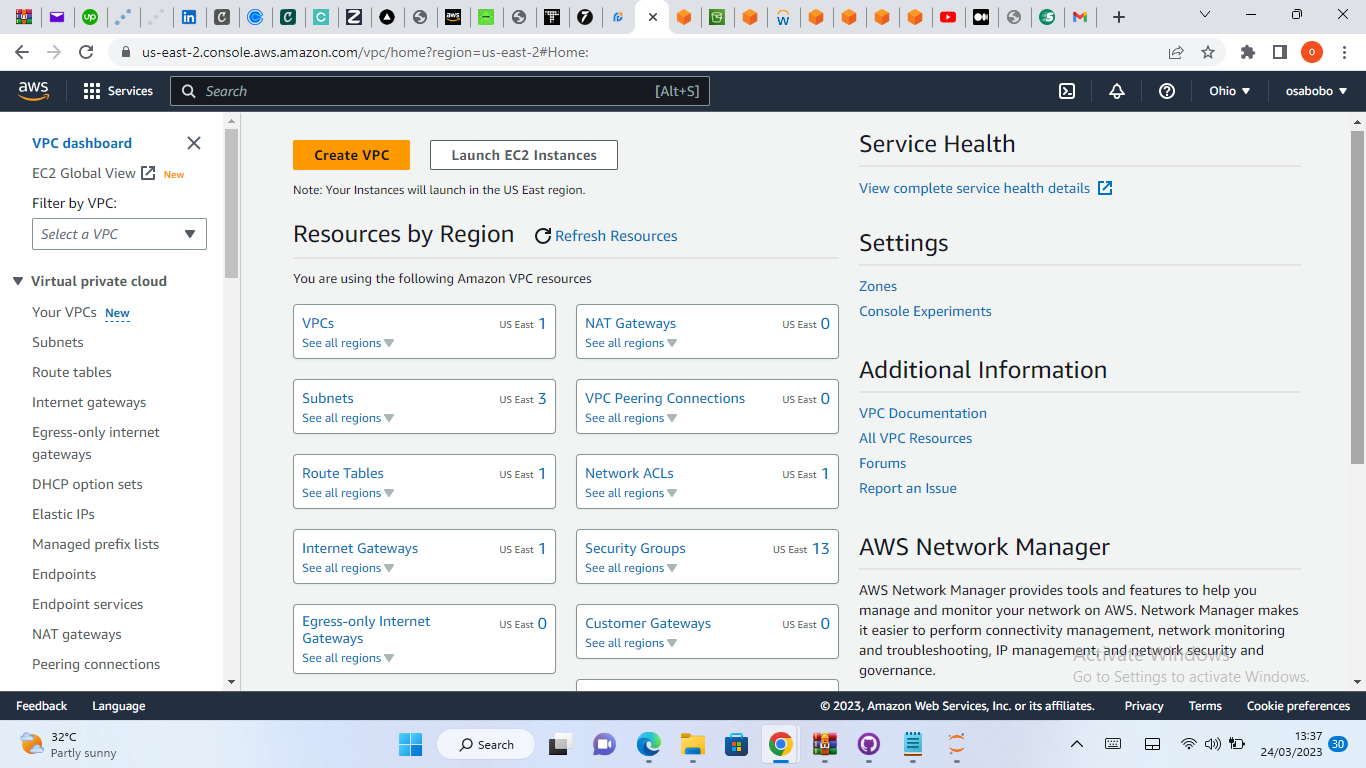 us-east-2.console.aws.amazon.com/vpc/home?region=us-east-2#Home:
aws
Services
Search
[Alt+S]
Ohio
osabobo
VPC dashboard
EC2 Global View New
Filter by VPC:
Select a VPC
Virtual private cloud
Your VPCs New
Subnets
Route tables
Internet gateways
Egress-only internet
gateways
DHCP option sets
Elastic IPs
Managed prefix lists
Endpoints
Endpoint services
NAT gateways
Peering connections
Create VPC
Launch EC2 Instances
Note: Your Instances will launch in the US East region.
Resources by Region
Refresh Resources
You are using the following Amazon VPC resources
VPCs US East 1
See all regions
NAT Gateways US East 0
See all regions
Subnets US East 3
See all regions
VPC Peering Connections US East 0
See all regions
Route Tables US East 1
See all regions
Network ACLs US East 1
See all regions
Internet Gateways US East 1
See all regions
Security Groups US East 13
See all regions
Egress-only Internet US East 0
Gateways
See all regions
Customer Gateways US East 0
See all regions
Service Health
View complete service health details
Settings
Zones
Console Experiments
Additional Information
VPC Documentation
All VPC Resources
Forums
Report an Issue
AWS Network Manager
AWS Network Manager provides tools and features to help you
manage and monitor your network on AWS. Network Manager makes
it easier to perform connectivity management, network monitoring
and troubleshooting, IP management, and network security and
governance.
Activate Windows
Go to Settings to activate Windows.
Feedback
Language
© 2023, Amazon Web Services, Inc. or its affiliates.
Privacy
Terms
Cookie preferences
32°C
Partly sunny
Search
13:37
24/03/2023
30